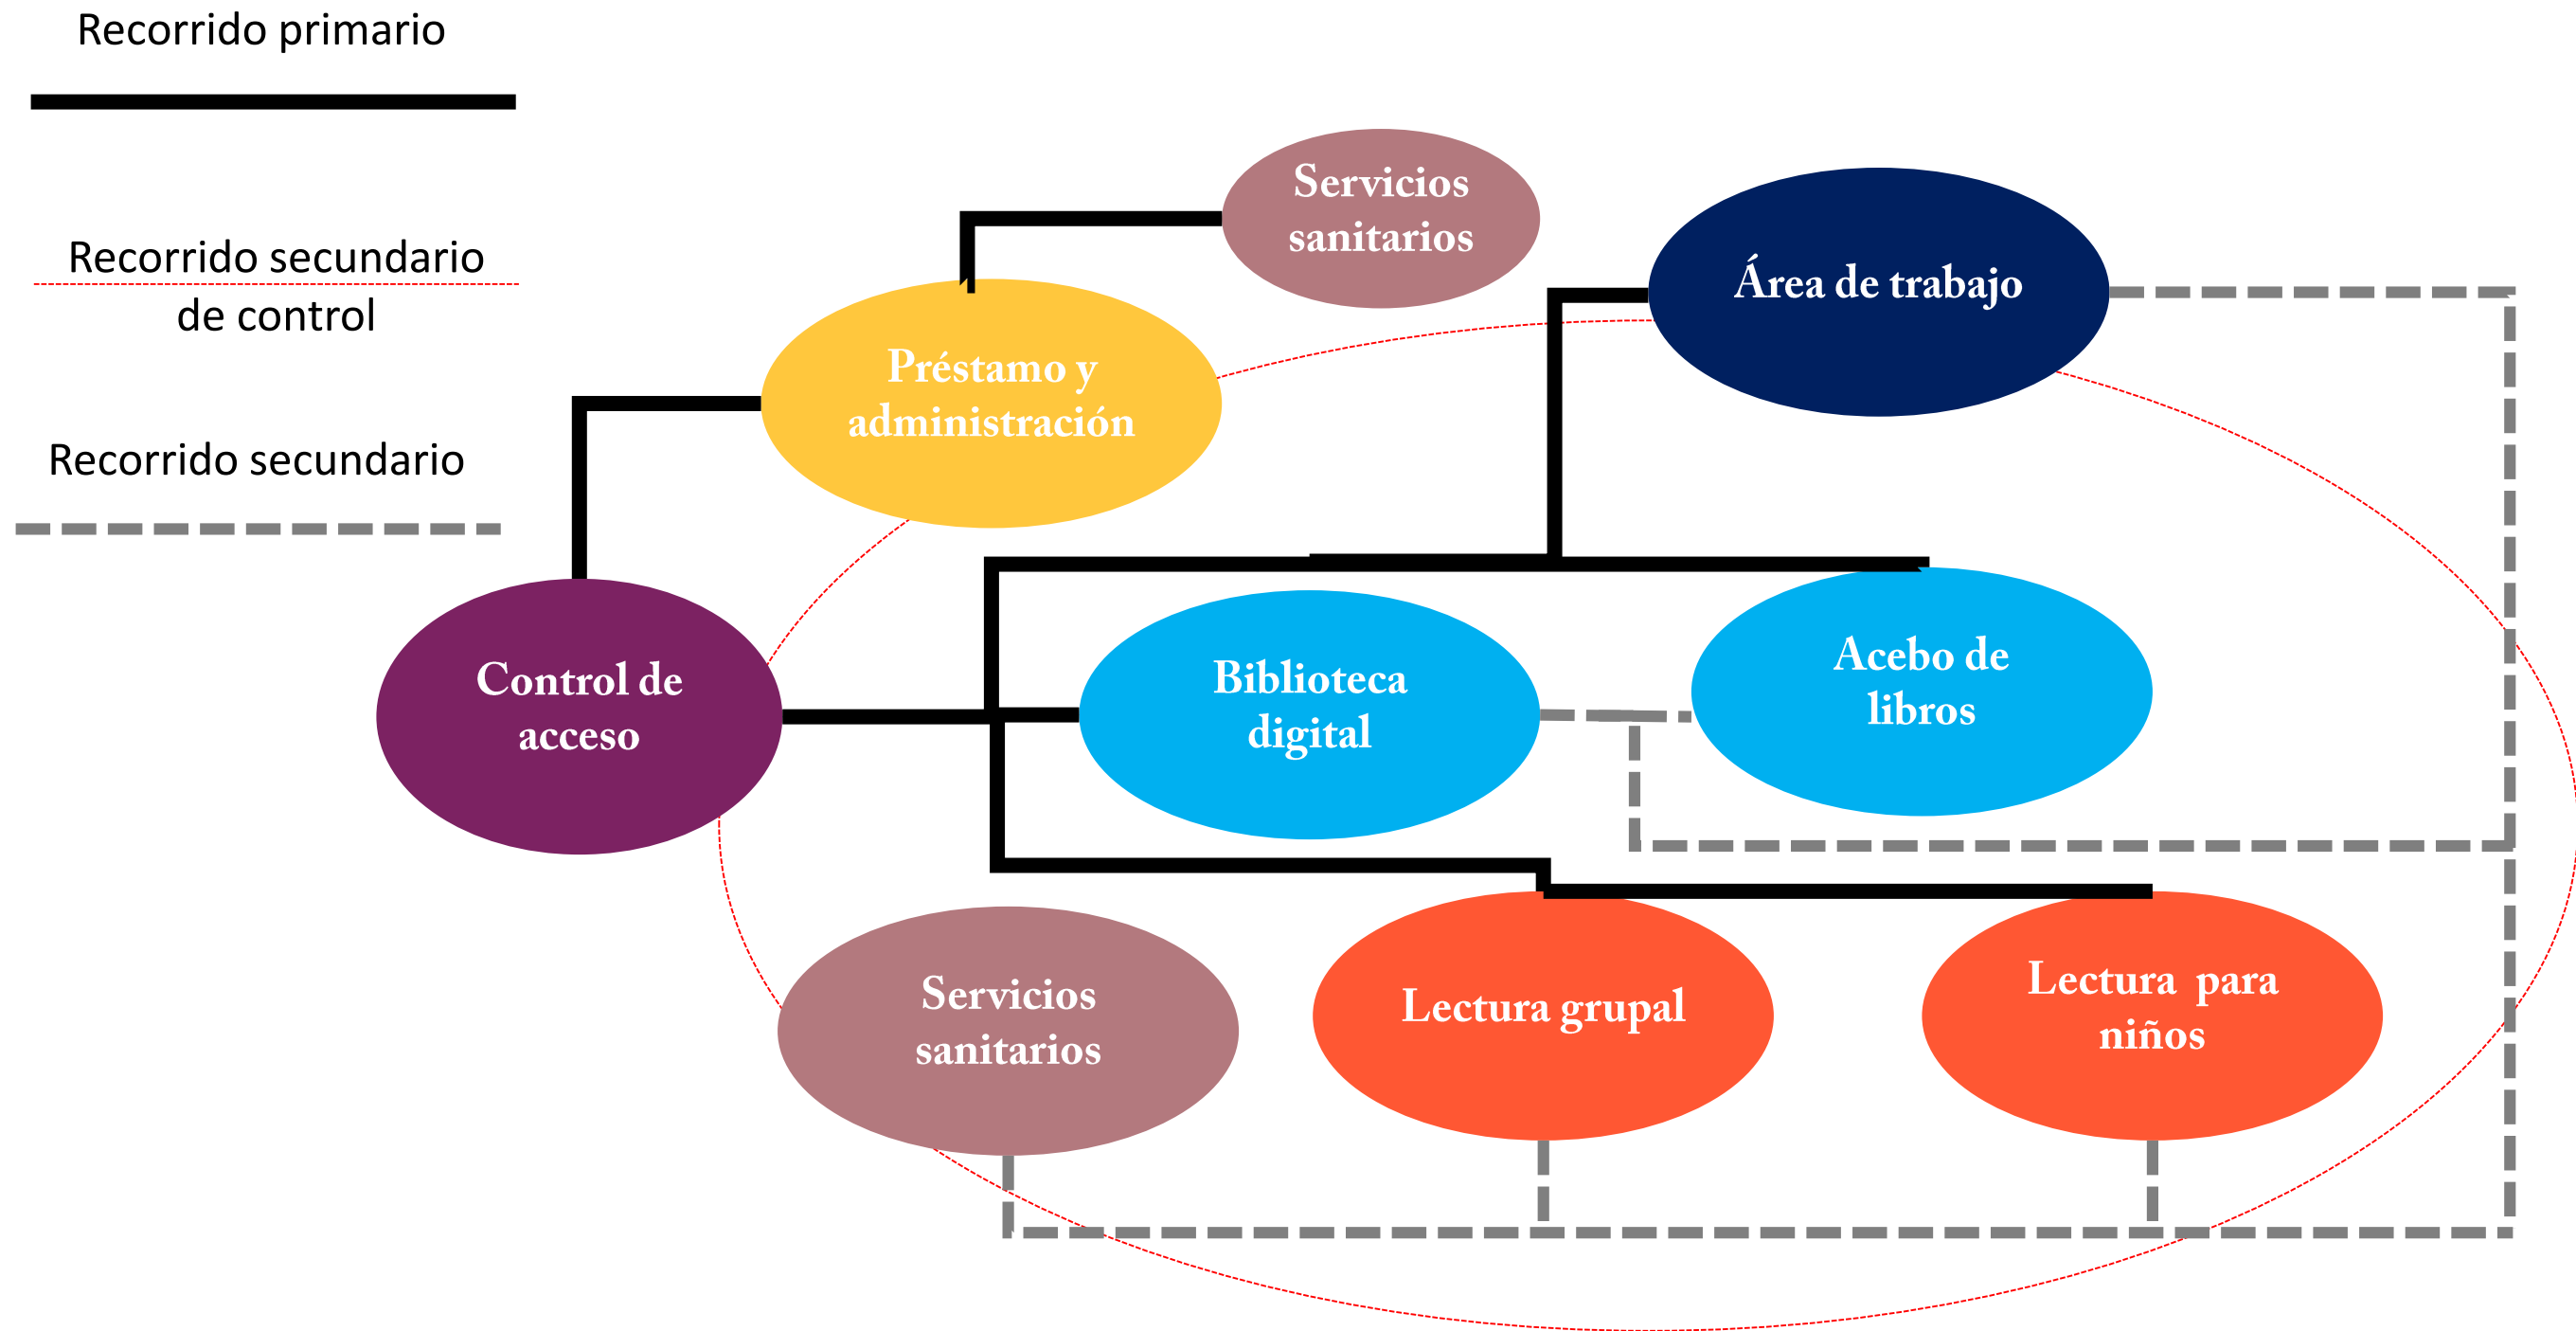 Recorrido primario
Recorrido secundario
de control
Recorrido secundario
Servicios
sanitarios
Área de trabajo
Préstamo y
administración
Control de
acceso
Biblioteca
digital
Acebo de
libros
Servicios
sanitarios
Lectura grupal
Lectura para
niños